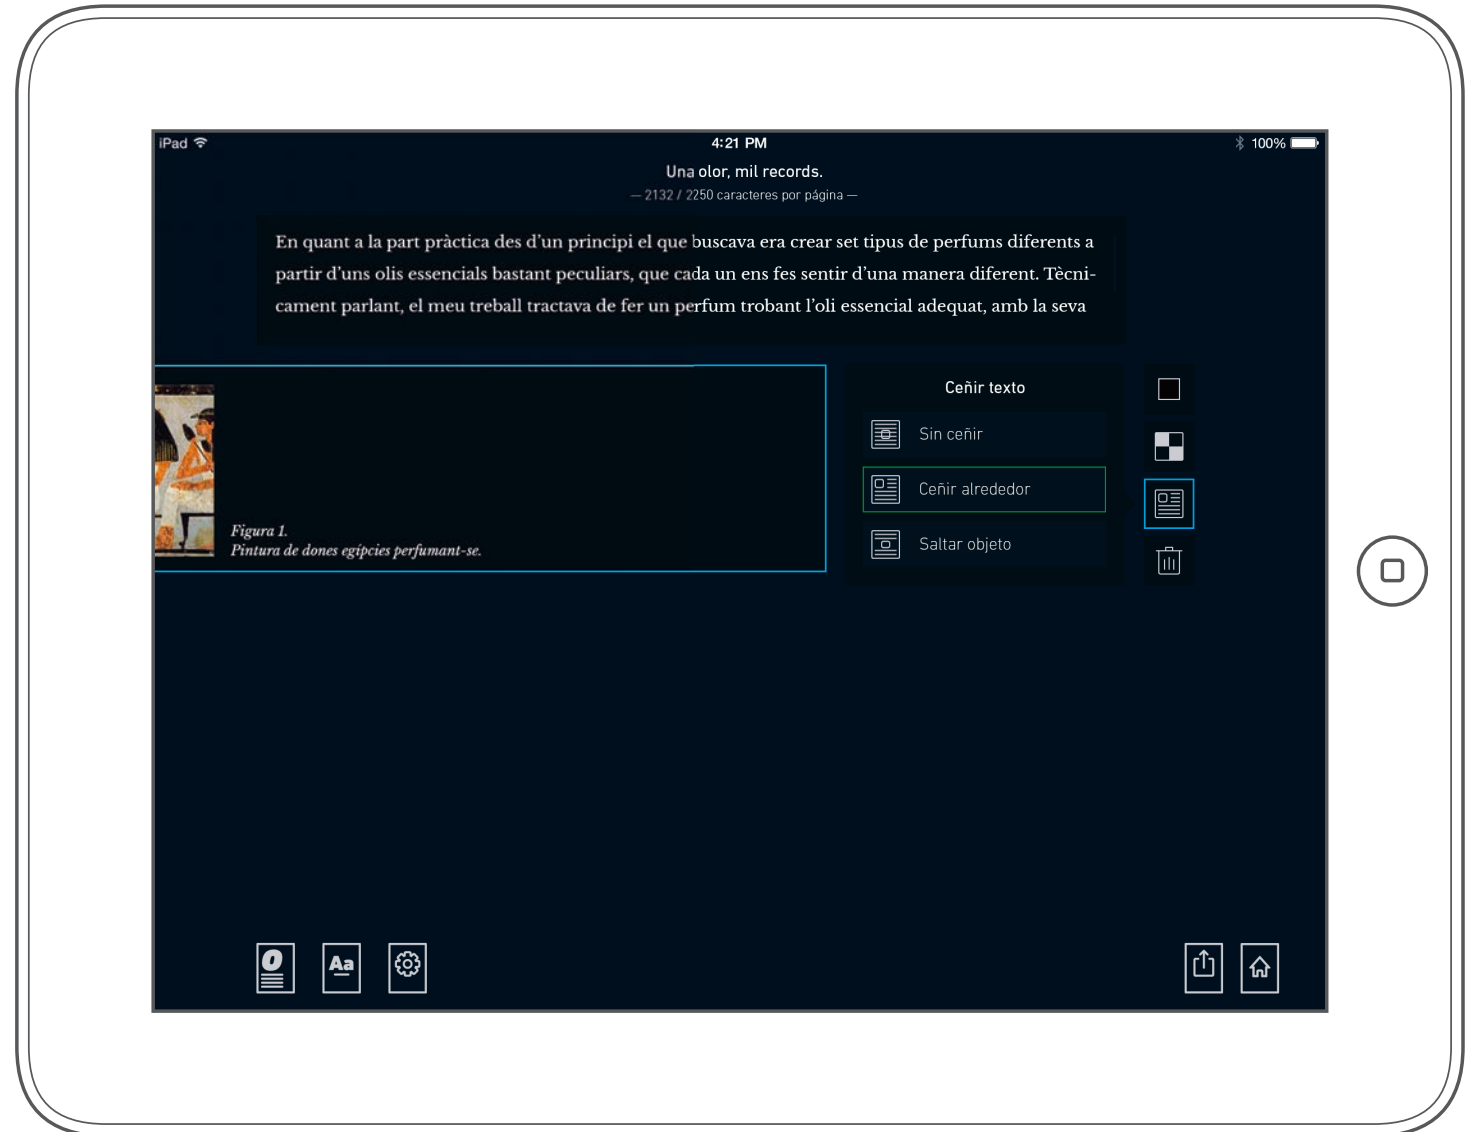 iPad
4:21 PM
100%
Una olor, mil records.
— 2132 / 2250 caracteres por página —
En quant a la part pràctica des d’un principi el que buscava era crear set tipus de perfums diferents a
partir d’uns olis essencials bastant peculiars, que cada un ens fes sentir d’una manera diferent. Tècni-
cament parlant, el meu treball tractava de fer un perfum trobant l’oli essencial adequat, amb la seva
Figura 1.
Pintura de dones egípcies perfumant-se.
Ceñir texto
Sin ceñir
Ceñir alrededor
Saltar objeto
O
Aa